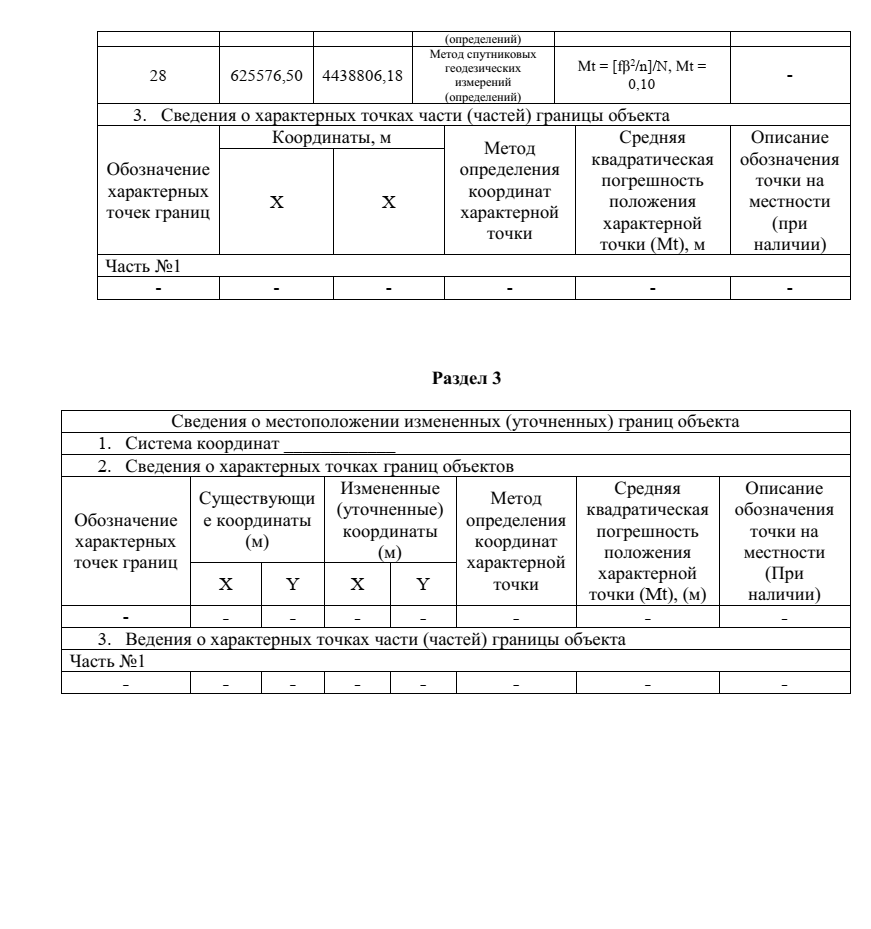 (определений)
28 625576,50 4438806,18 Метод спутниковых геодезических измерений (определений) Mt = [fβ²/n]/N, Mt = 0,10 -
3. Сведения о характерных точках части (частей) границы объекта
Обозначение характерных точек границ Координаты, м Метод определения координат характерной точки Средняя квадратическая погрешность положения характерной точки (Mt), м Описание обозначения точки на местности (при наличии)
X X
Часть №1
- - - - - -
Раздел 3
Сведения о местоположении измененных (уточненных) границ объекта
1. Система координат ____________
2. Сведения о характерных точках границ объектов
Обозначение характерных точек границ Существующи е координаты (м) Измененные (уточненные) координаты (м) Метод определения координат характерной точки Средняя квадратическая погрешность положения характерной точки (Mt), (м) Описание обозначения точки на местности (При наличии)
X Y X Y
- - - - - - - -
3. Ведения о характерных точках части (частей) границы объекта
Часть №1
- - - - - - - -